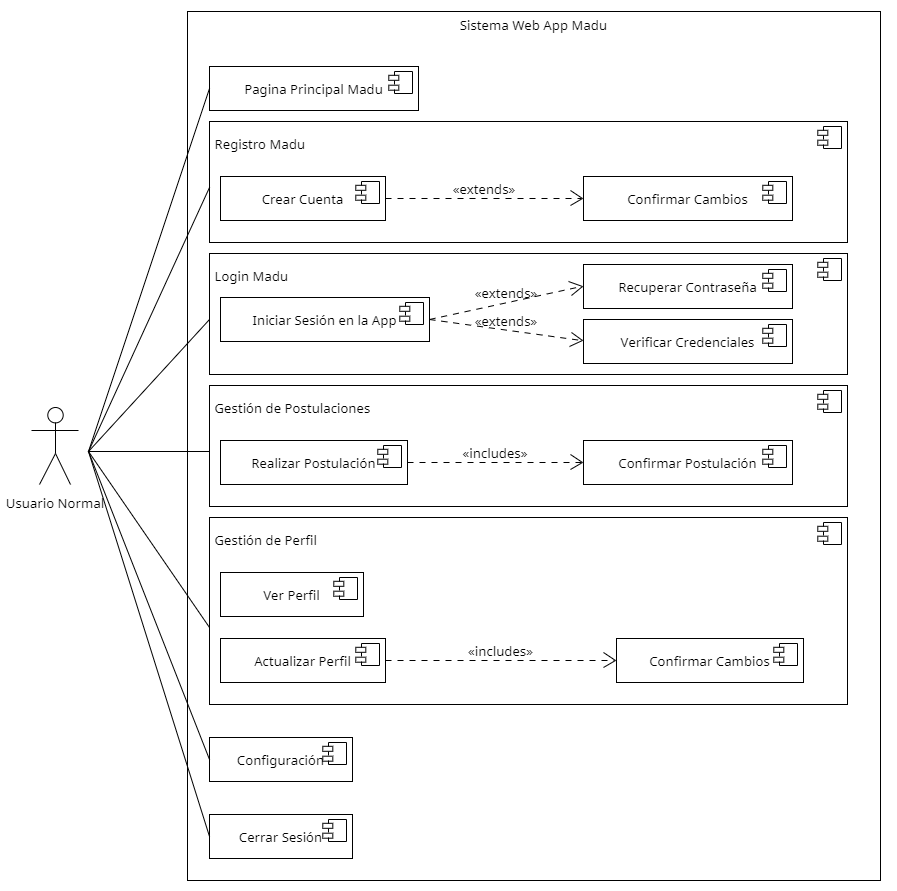 Sistema Web App Madu
Pagina Principal Madu
Registro Madu
Crear Cuenta
«extends»
Confirmar Cambios
Login Madu
Iniciar Sesión en la App
«extends»
Recuperar Contraseña
«extends»
Verificar Credenciales
Gestión de Postulaciones
Realizar Postulación
«includes»
Confirmar Postulación
Usuario Normal
Gestión de Perfil
Ver Perfil
Actualizar Perfil
«includes»
Confirmar Cambios
Configuración
Cerrar Sesión